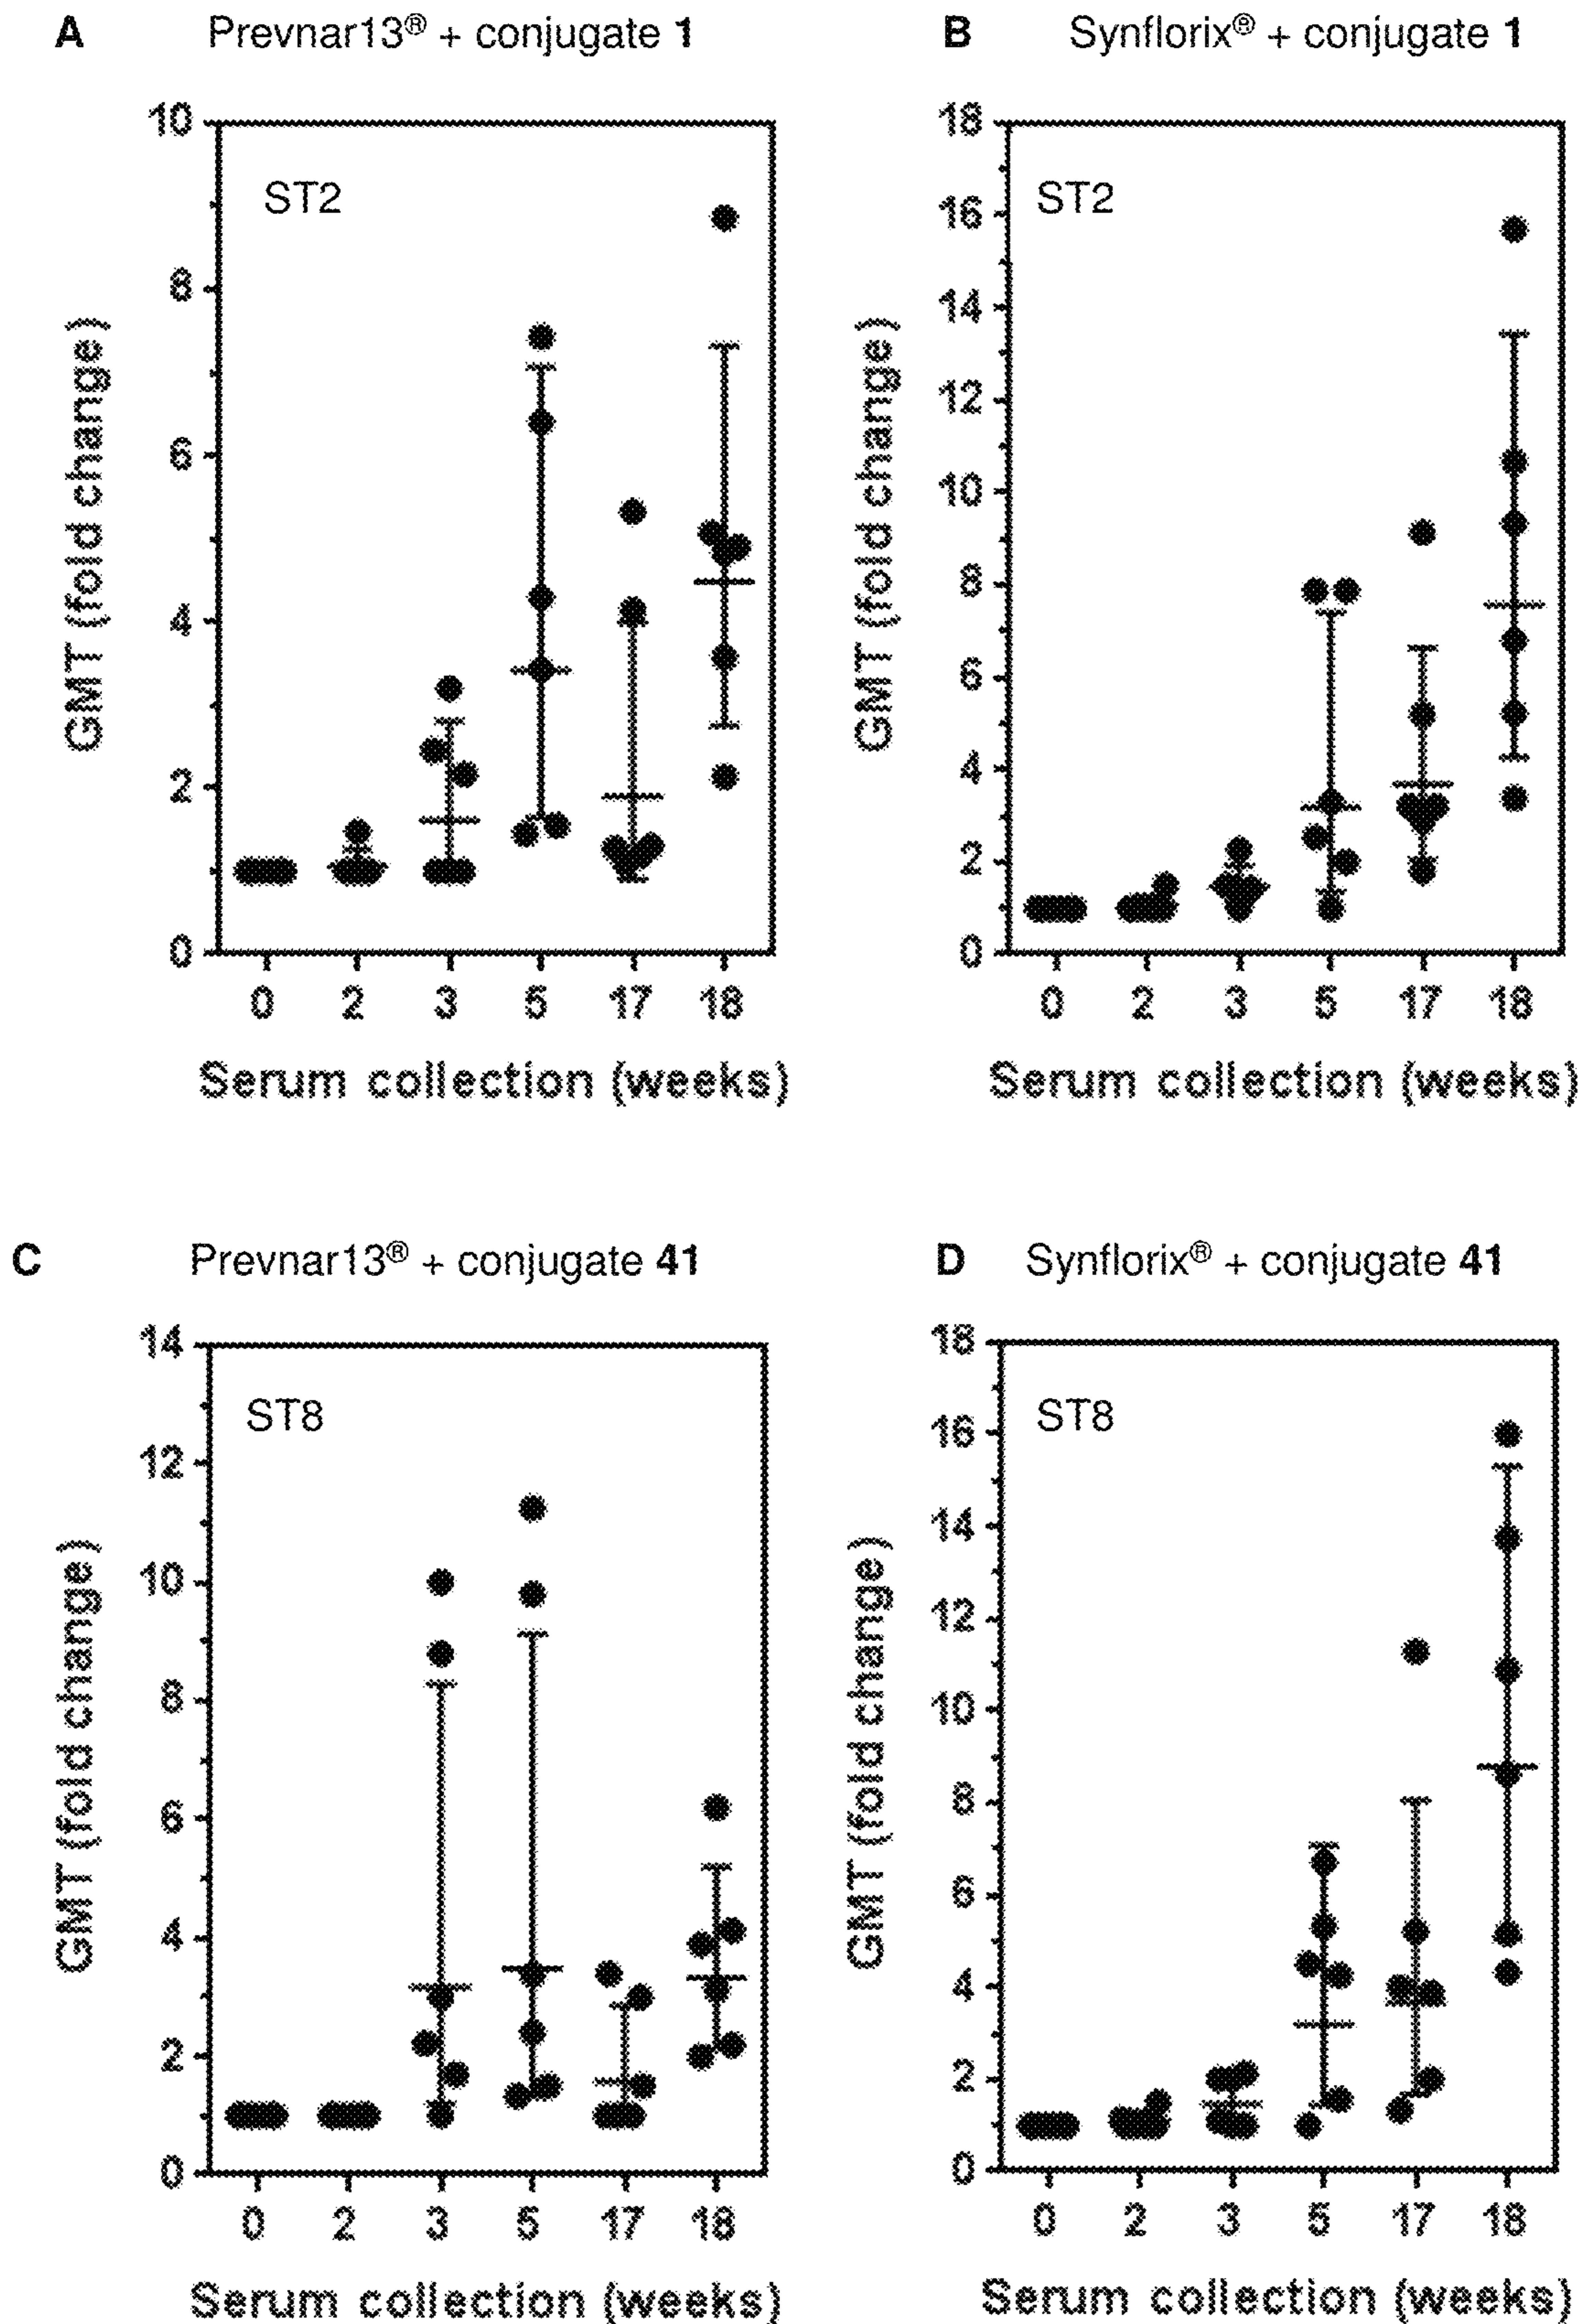 A Prevnar13® + conjugate 1
10
8
6
4
2
0
GMT (fold change)
ST2
0 2 3 5 17 18
Serum collection (weeks)
B Synflorix® + conjugate 1
18
16
14
12
10
8
6
4
2
0
GMT (fold change)
ST2
0 2 3 5 17 18
Serum collection (weeks)
C Prevnar13® + conjugate 41
14
12
10
8
6
4
2
0
GMT (fold change)
ST8
0 2 3 5 17 18
Serum collection (weeks)
D Synflorix® + conjugate 41
18
16
14
12
10
8
6
4
2
0
GMT (fold change)
ST8
0 2 3 5 17 18
Serum collection (weeks)